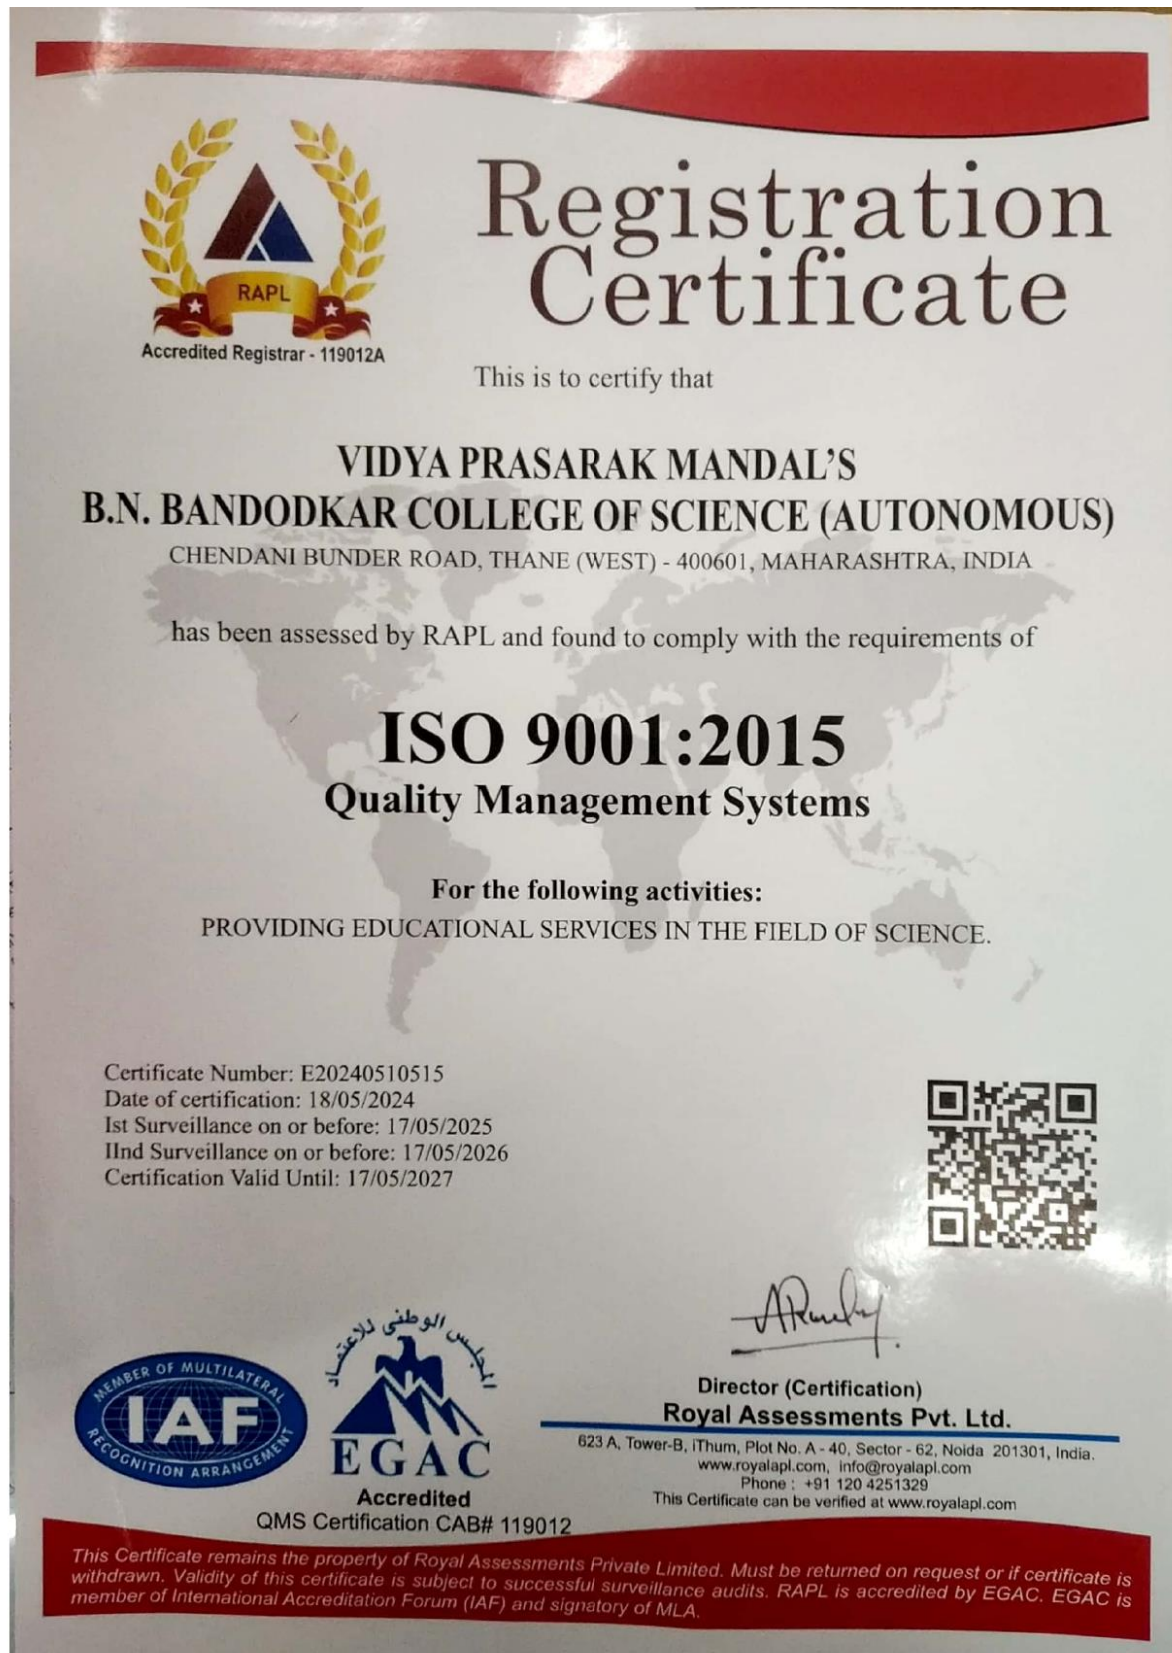 Registration
Certificate
RAPL
Accredited Registrar - 119012A
This is to certify that
VIDYA PRASARAK MANDAL'S
B.N. BANDODKAR COLLEGE OF SCIENCE (AUTONOMOUS)
CHENDANI BUNDER ROAD, THANE (WEST) - 400601, MAHARASHTRA, INDIA
has been assessed by RAPL and found to comply with the requirements of
ISO 9001:2015
Quality Management Systems
For the following activities:
PROVIDING EDUCATIONAL SERVICES IN THE FIELD OF SCIENCE.
Certificate Number: E20240510515
Date of certification: 18/05/2024
Ist Surveillance on or before: 17/05/2025
IInd Surveillance on or before: 17/05/2026
Certification Valid Until: 17/05/2027
MEMBER OF MULTILATERAL
IAF
RECOGNITION ARRANGEMENT
المجلس الوطنى للاعتماد
EGAC
Accredited
QMS Certification CAB# 119012
Director (Certification)
Royal Assessments Pvt. Ltd.
623 A, Tower-B, iThum, Plot No. A - 40, Sector - 62, Noida 201301, India.
www.royalapl.com, info@royalapl.com
Phone : +91 120 4251329
This Certificate can be verified at www.royalapl.com
This Certificate remains the property of Royal Assessments Private Limited. Must be returned on request or if certificate is
withdrawn. Validity of this certificate is subject to successful surveillance audits. RAPL is accredited by EGAC. EGAC is
member of International Accreditation Forum (IAF) and signatory of MLA.